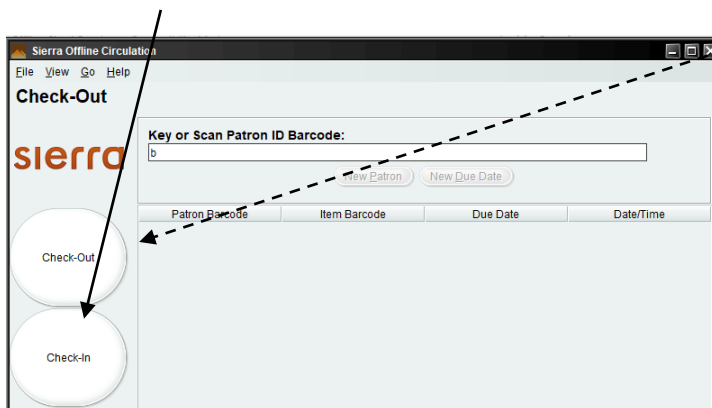 Sierra Offline Circulation
File View Go Help
Check-Out
sierra
Key or Scan Patron ID Barcode:
b
New Patron New Due Date
Patron Barcode Item Barcode Due Date Date/Time
Check-Out
Check-In